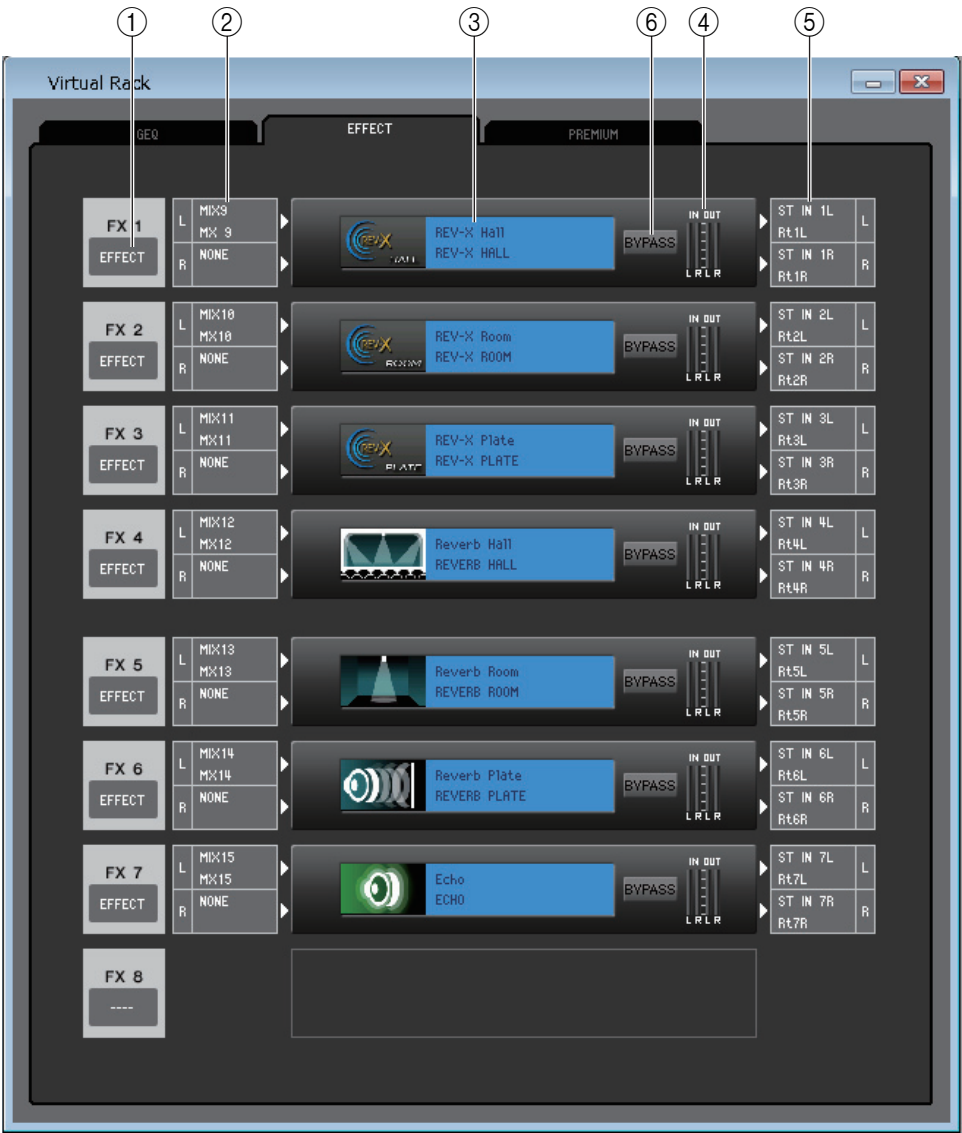 ① ② ③ ⑥ ④ ⑤
Virtual Rack
GEQ EFFECT PREMIUM
FX 1
EFFECT
L MIX9
MX 9
R NONE
REV-X HALL
REV-X Hall
REV-X HALL
BYPASS
IN OUT
L R L R
ST IN 1L L
Rt1L
ST IN 1R R
Rt1R
FX 2
EFFECT
L MIX10
MX10
R NONE
REV-X ROOM
REV-X Room
REV-X ROOM
BYPASS
IN OUT
L R L R
ST IN 2L L
Rt2L
ST IN 2R R
Rt2R
FX 3
EFFECT
L MIX11
MX11
R NONE
REV-X PLATE
REV-X Plate
REV-X PLATE
BYPASS
IN OUT
L R L R
ST IN 3L L
Rt3L
ST IN 3R R
Rt3R
FX 4
EFFECT
L MIX12
MX12
R NONE
Reverb Hall
REVERB HALL
BYPASS
IN OUT
L R L R
ST IN 4L L
Rt4L
ST IN 4R R
Rt4R
FX 5
EFFECT
L MIX13
MX13
R NONE
Reverb Room
REVERB ROOM
BYPASS
IN OUT
L R L R
ST IN 5L L
Rt5L
ST IN 5R R
Rt5R
FX 6
EFFECT
L MIX14
MX14
R NONE
Reverb Plate
REVERB PLATE
BYPASS
IN OUT
L R L R
ST IN 6L L
Rt6L
ST IN 6R R
Rt6R
FX 7
EFFECT
L MIX15
MX15
R NONE
Echo
ECHO
BYPASS
IN OUT
L R L R
ST IN 7L L
Rt7L
ST IN 7R R
Rt7R
FX 8
----